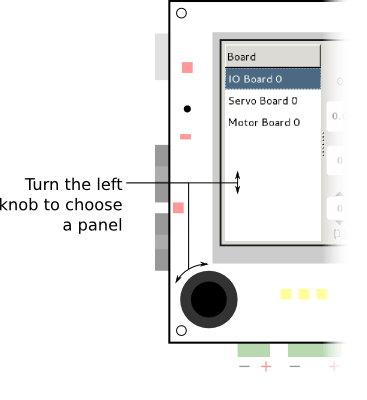 Board
IO Board 0
Servo Board 0
Motor Board 0
Turn the left
knob to choose
a panel
− + − +